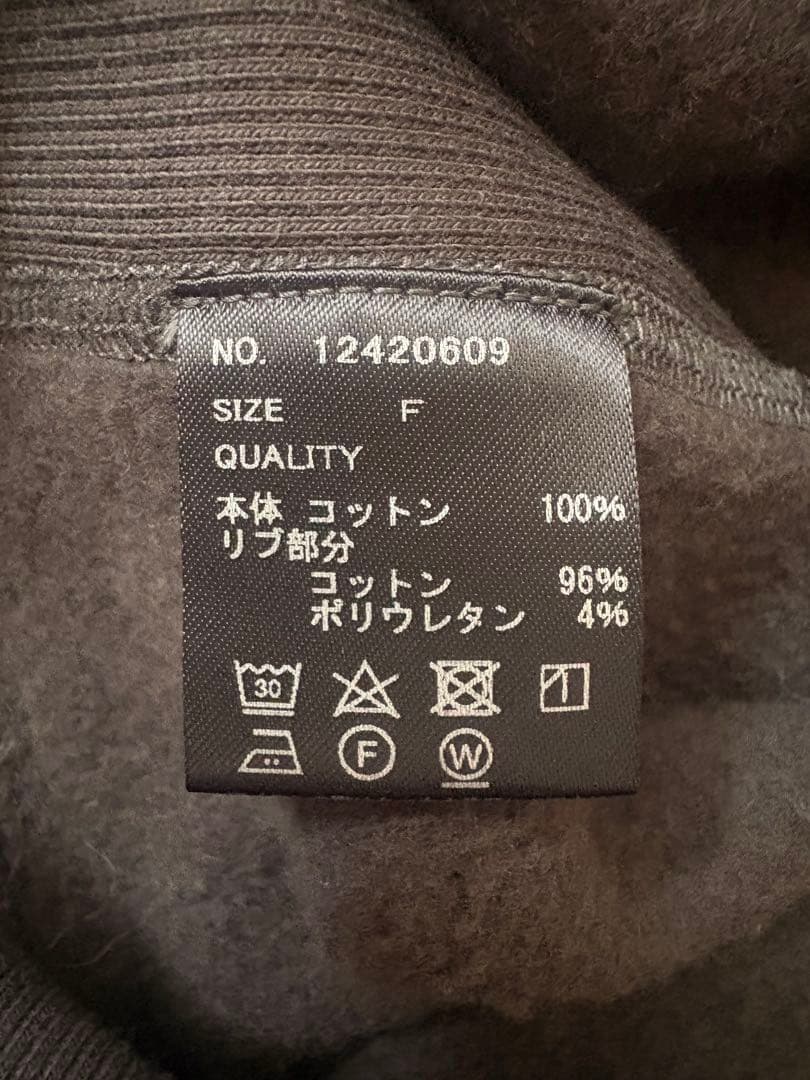 NO. 12420609
SIZE F
QUALITY
本体 コットン 100%
リブ部分
コットン 96%
ポリウレタン 4%
30
F W